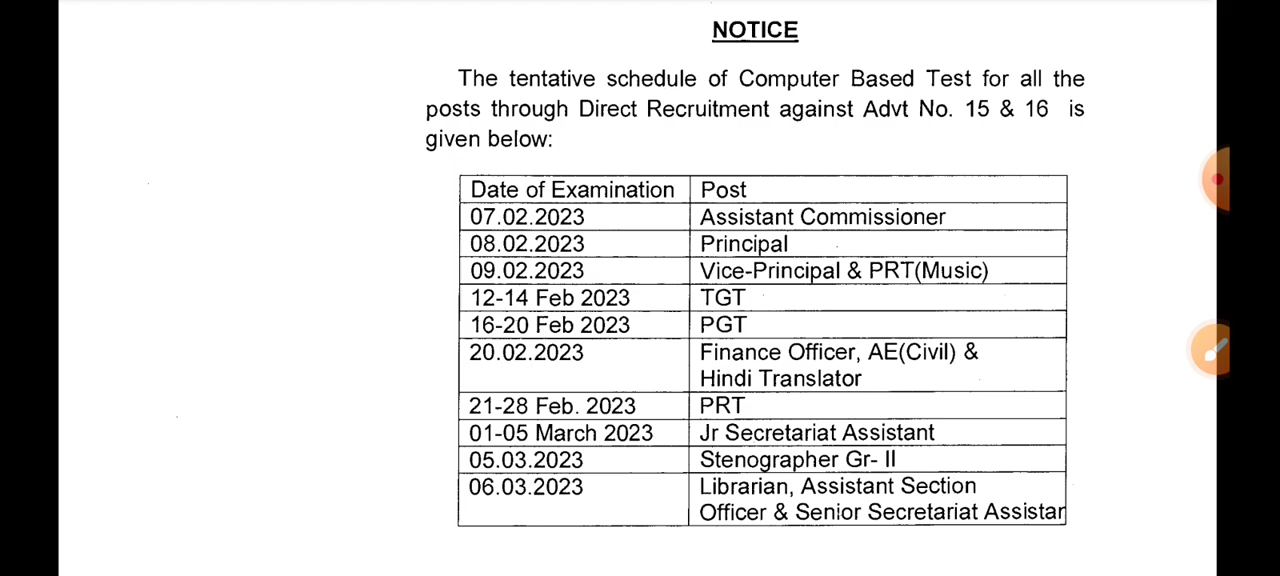 NOTICE
The tentative schedule of Computer Based Test for all the
posts through Direct Recruitment against Advt No. 15 & 16 is
given below:
Date of Examination Post
07.02.2023 Assistant Commissioner
08.02.2023 Principal
09.02.2023 Vice-Principal & PRT(Music)
12-14 Feb 2023 TGT
16-20 Feb 2023 PGT
20.02.2023 Finance Officer, AE(Civil) &
Hindi Translator
21-28 Feb. 2023 PRT
01-05 March 2023 Jr Secretariat Assistant
05.03.2023 Stenographer Gr- II
06.03.2023 Librarian, Assistant Section
Officer & Senior Secretariat Assistar